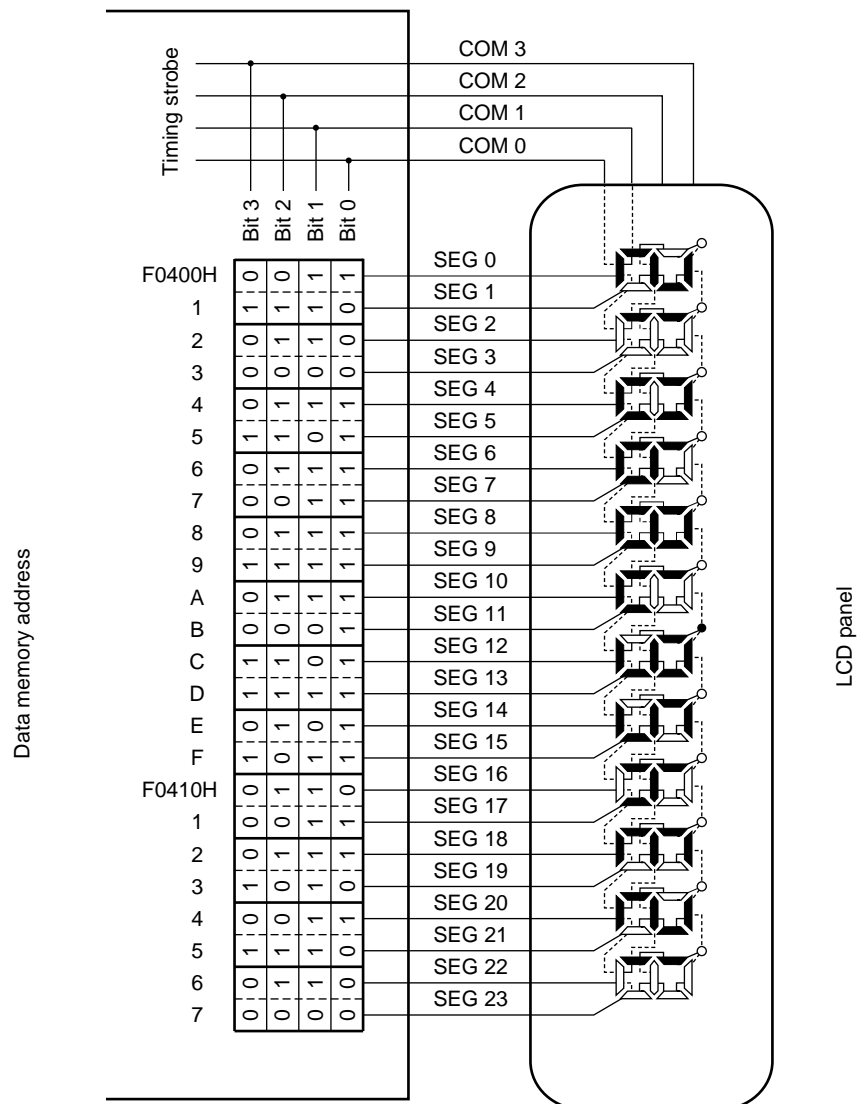 Timing strobe
COM 3
COM 2
COM 1
COM 0
Bit 3 Bit 2 Bit 1 Bit 0
Data memory address
F0400H 0 0 1 1 SEG 0
1 1 1 1 0 SEG 1
2 0 1 1 0 SEG 2
3 0 0 0 0 SEG 3
4 0 1 1 1 SEG 4
5 1 1 0 1 SEG 5
6 0 1 1 1 SEG 6
7 0 0 1 1 SEG 7
8 0 1 1 1 SEG 8
9 1 1 1 1 SEG 9
A 0 1 1 1 SEG 10
B 0 0 0 1 SEG 11
C 1 1 0 1 SEG 12
D 1 1 1 1 SEG 13
E 0 1 0 1 SEG 14
F 1 0 1 1 SEG 15
F0410H 0 1 1 0 SEG 16
1 0 0 1 1 SEG 17
2 0 1 1 1 SEG 18
3 1 0 1 0 SEG 19
4 0 0 1 1 SEG 20
5 1 1 1 0 SEG 21
6 0 1 1 0 SEG 22
7 0 0 0 0 SEG 23
LCD panel